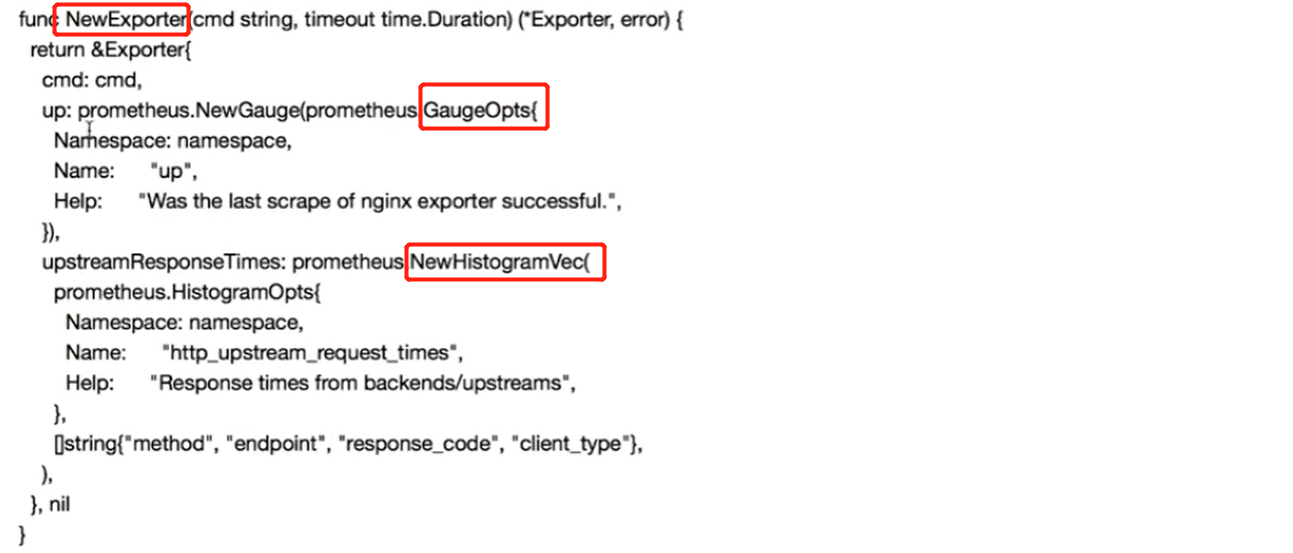 func NewExporter(cmd string, timeout time.Duration) (*Exporter, error) {
return &Exporter{
cmd: cmd,
up: prometheus.NewGauge(prometheus.GaugeOpts{
Namespace: namespace,
Name: "up",
Help: "Was the last scrape of nginx exporter successful.",
}),
upstreamResponseTimes: prometheus.NewHistogramVec(
prometheus.HistogramOpts{
Namespace: namespace,
Name: "http_upstream_request_times",
Help: "Response times from backends/upstreams",
},
[]string{"method", "endpoint", "response_code", "client_type"},
),
}, nil
}